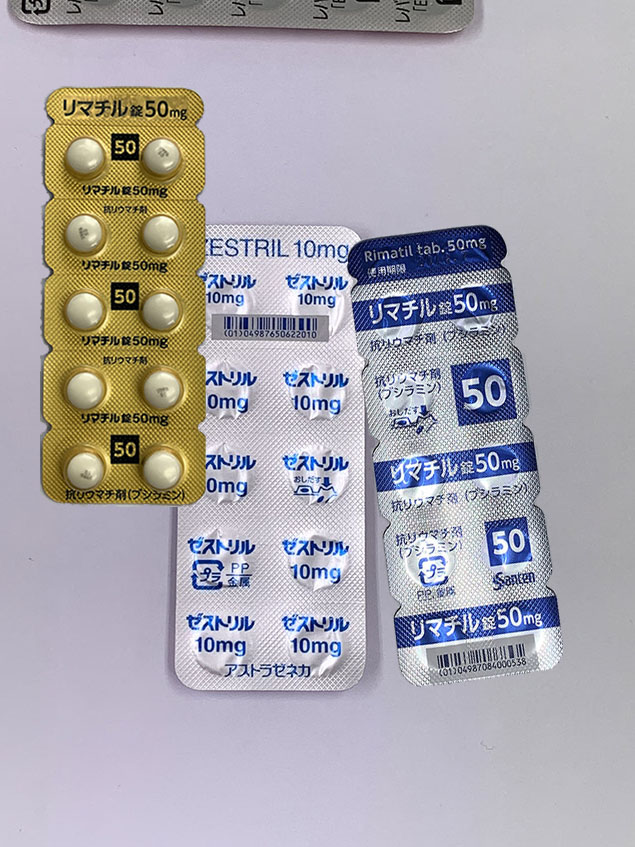 リマチル錠50mg
50
リマチル錠50mg
抗リウマチ剤
リマチル錠50mg
50
リマチル錠50mg
抗リウマチ剤
リマチル錠50mg
50
抗リウマチ剤(ブシラミン)
ZESTRIL 10mg
ゼストリル ゼストリル
10mg 10mg
(01)04987650622010
ストリル ゼストリル
0mg 10mg
ストリル ゼストリル
0mg おしだす
ゼストリル ゼストリル
プラ PP 金属 10mg
ゼストリル ゼストリル
10mg 10mg
アストラゼネカ
Rimatil tab. 50mg
使用期限
リマチル錠50mg
抗リウマチ剤(ブシラミン)
抗リウマチ剤
(ブシラミン)
50
おしだす
リマチル錠50mg
抗リウマチ剤(ブシラミン)
抗リウマチ剤
(ブシラミン)
50
プラ
PP, 金属
Santen
リマチル錠50mg
(01)04987084000538